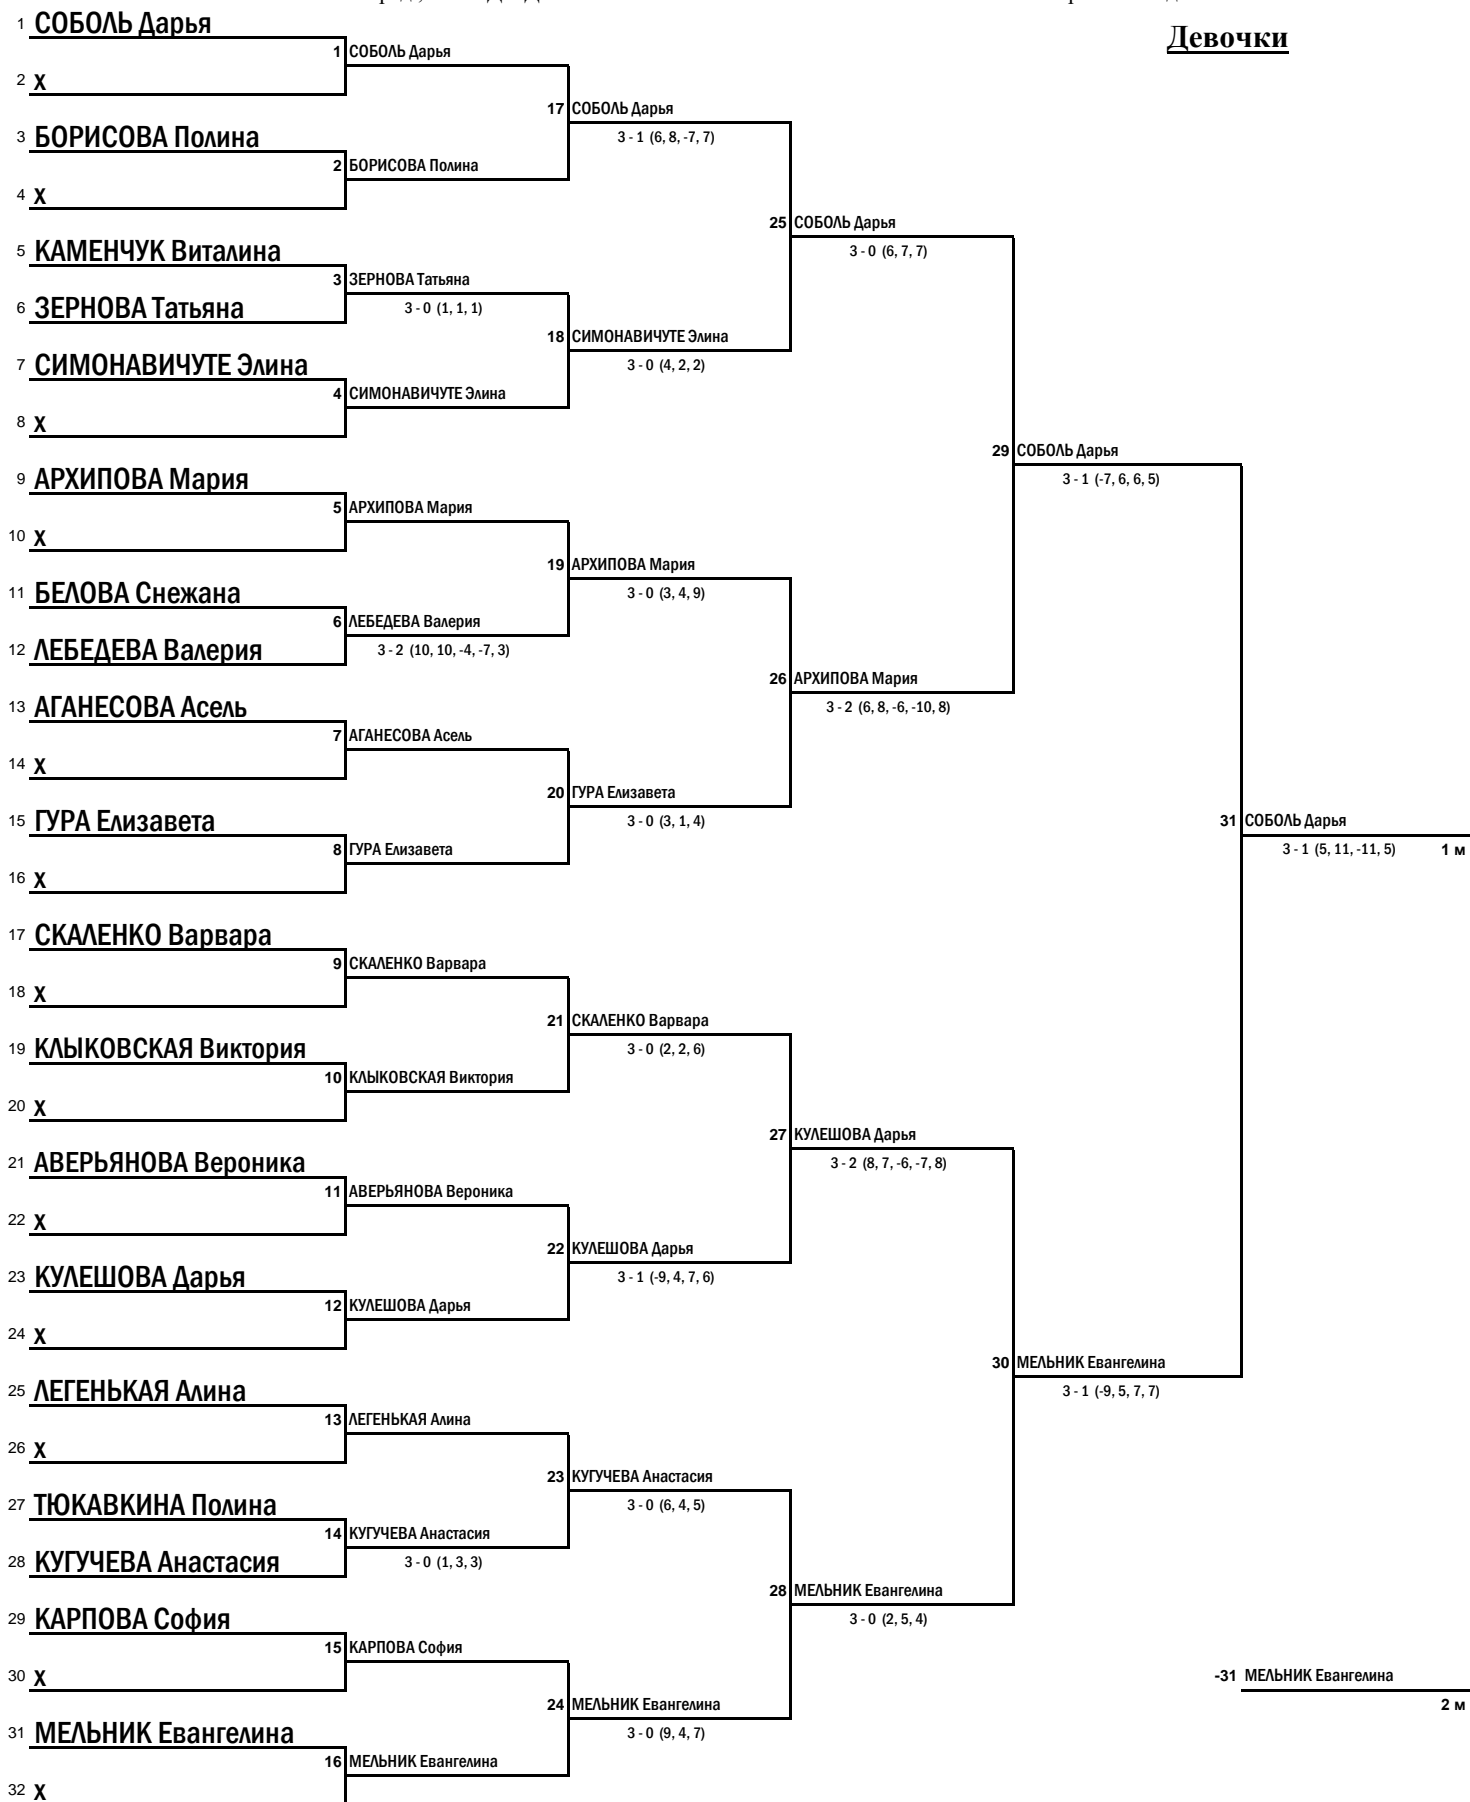 Девочки
1 СОБОЛЬ Дарья
1 СОБОЛЬ Дарья
2 X
17 СОБОЛЬ Дарья
3 - 1 (6, 8, -7, 7)
3 БОРИСОВА Полина
2 БОРИСОВА Полина
4 X
25 СОБОЛЬ Дарья
3 - 0 (6, 7, 7)
5 КАМЕНЧУК Виталина
3 ЗЕРНОВА Татьяна
3 - 0 (1, 1, 1)
6 ЗЕРНОВА Татьяна
18 СИМОНАВИЧУТЕ Элина
3 - 0 (4, 2, 2)
7 СИМОНАВИЧУТЕ Элина
4 СИМОНАВИЧУТЕ Элина
8 X
29 СОБОЛЬ Дарья
3 - 1 (-7, 6, 6, 5)
9 АРХИПОВА Мария
5 АРХИПОВА Мария
10 X
19 АРХИПОВА Мария
3 - 0 (3, 4, 9)
11 БЕЛОВА Снежана
6 ЛЕБЕДЕВА Валерия
3 - 2 (10, 10, -4, -7, 3)
12 ЛЕБЕДЕВА Валерия
26 АРХИПОВА Мария
3 - 2 (6, 8, -6, -10, 8)
13 АГАНЕСОВА Асель
7 АГАНЕСОВА Асель
14 X
20 ГУРА Елизавета
3 - 0 (3, 1, 4)
15 ГУРА Елизавета
8 ГУРА Елизавета
16 X
31 СОБОЛЬ Дарья
3 - 1 (5, 11, -11, 5) 1 м
17 СКАЛЕНКО Варвара
9 СКАЛЕНКО Варвара
18 X
21 СКАЛЕНКО Варвара
3 - 0 (2, 2, 6)
19 КЛЫКОВСКАЯ Виктория
10 КЛЫКОВСКАЯ Виктория
20 X
27 КУЛЕШОВА Дарья
3 - 2 (8, 7, -6, -7, 8)
21 АВЕРЬЯНОВА Вероника
11 АВЕРЬЯНОВА Вероника
22 X
22 КУЛЕШОВА Дарья
3 - 1 (-9, 4, 7, 6)
23 КУЛЕШОВА Дарья
12 КУЛЕШОВА Дарья
24 X
30 МЕЛЬНИК Евангелина
3 - 1 (-9, 5, 7, 7)
25 ЛЕГЕНЬКАЯ Алина
13 ЛЕГЕНЬКАЯ Алина
26 X
23 КУГУЧЕВА Анастасия
3 - 0 (6, 4, 5)
27 ТЮКАВКИНА Полина
14 КУГУЧЕВА Анастасия
3 - 0 (1, 3, 3)
28 КУГУЧЕВА Анастасия
28 МЕЛЬНИК Евангелина
3 - 0 (2, 5, 4)
29 КАРПОВА София
15 КАРПОВА София
30 X
24 МЕЛЬНИК Евангелина
3 - 0 (9, 4, 7)
31 МЕЛЬНИК Евангелина
16 МЕЛЬНИК Евангелина
32 X
-31 МЕЛЬНИК Евангелина
2 м